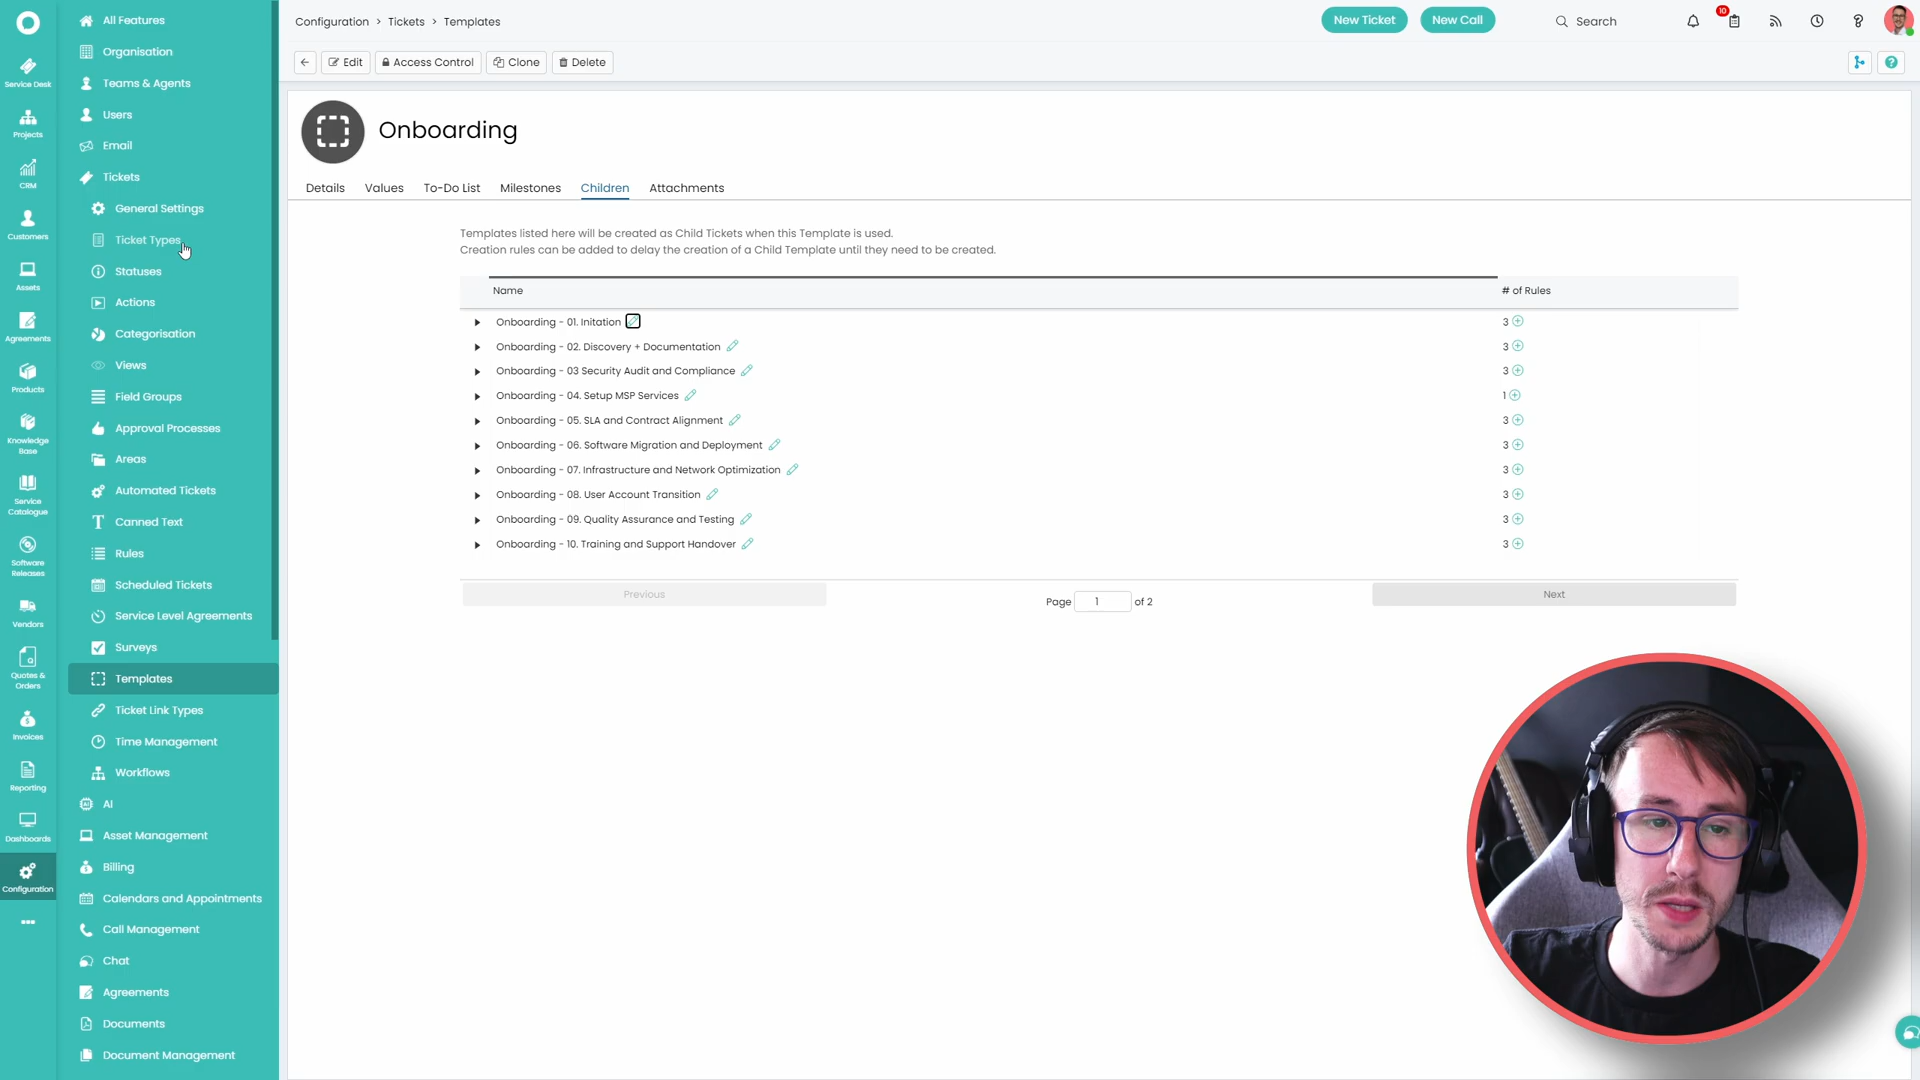 Service Desk
Projects
CRM
Customers
Assets
Agreements
Products
Knowledge
Base
Service
Catalogue
Software
Releases
Vendors
Quotes &
Orders
Invoices
Reporting
Dashboards
Configuration
All Features
Organisation
Teams & Agents
Users
Email
Tickets
General Settings
Ticket Types
Statuses
Actions
Categorisation
Views
Field Groups
Approval Processes
Areas
Automated Tickets
Canned Text
Rules
Scheduled Tickets
Service Level Agreements
Surveys
Templates
Ticket Link Types
Time Management
Workflows
AI
Asset Management
Billing
Calendars and Appointments
Call Management
Chat
Agreements
Documents
Document Management
Configuration > Tickets > Templates
New Ticket
New Call
Search
10
Edit
Access Control
Clone
Delete
Onboarding
Details Values To-Do List Milestones Children Attachments
Templates listed here will be created as Child Tickets when this Template is used.
Creation rules can be added to delay the creation of a Child Template until they need to be created.
Name # of Rules
Onboarding - 01. Initation 3
Onboarding - 02. Discovery + Documentation 3
Onboarding - 03 Security Audit and Compliance 3
Onboarding - 04. Setup MSP Services 1
Onboarding - 05. SLA and Contract Alignment 3
Onboarding - 06. Software Migration and Deployment 3
Onboarding - 07. Infrastructure and Network Optimization 3
Onboarding - 08. User Account Transition 3
Onboarding - 09. Quality Assurance and Testing 3
Onboarding - 10. Training and Support Handover 3
Previous Page 1 of 2 Next